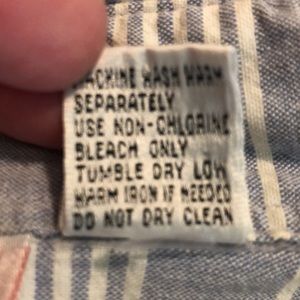 MACHINE WASH WARM
SEPARATELY
USE NON-CHLORINE
BLEACH ONLY
TUMBLE DRY LOW
WARM IRON IF NEEDED
DO NOT DRY CLEAN